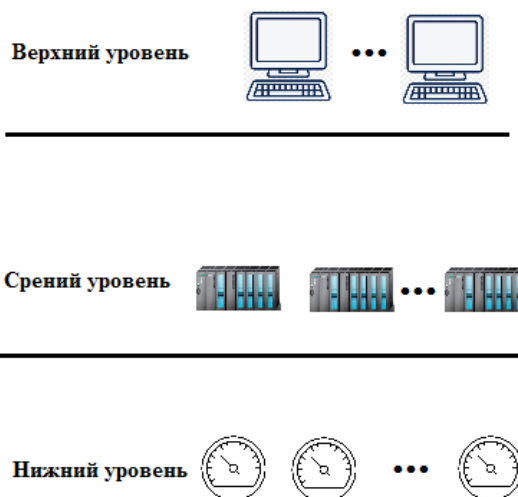 Верхний уровень
Срений уровень
Нижний уровень